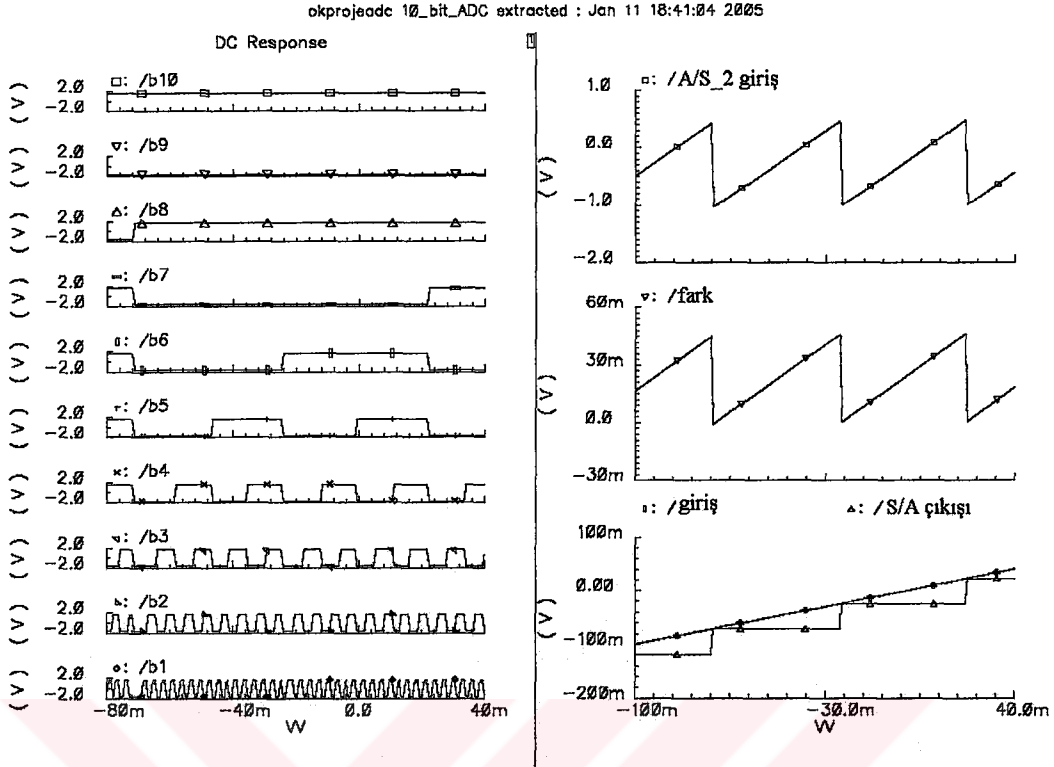 okprojeadc 10_bit_ADC extracted : Jan 11 18:41:04 2005
DC Response
1
□: /b10
2.0
-2.0
(V)
▽: /b9
2.0
-2.0
(V)
△: /b8
2.0
-2.0
(V)
: /b7
2.0
-2.0
(V)
: /b6
2.0
-2.0
(V)
: /b5
2.0
-2.0
(V)
×: /b4
2.0
-2.0
(V)
: /b3
2.0
-2.0
(V)
: /b2
2.0
-2.0
(V)
: /b1
2.0
-2.0
(V)
-80m -40m 0.0 40m
W
: /A/S_2 giriş
1.0
0.0
-1.0
-2.0
(V)
▽: /fark
60m
30m
0.0
-30m
(V)
: /giriş △: /S/A çıkışı
100m
0.00
-100m
-200m
(V)
-100m -30.0m 40.0m
W